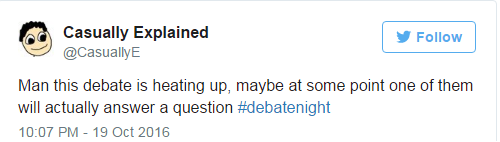 Casually Explained
@CasuallyE
Follow
Man this debate is heating up, maybe at some point one of them
will actually answer a question #debatenight
10:07 PM - 19 Oct 2016